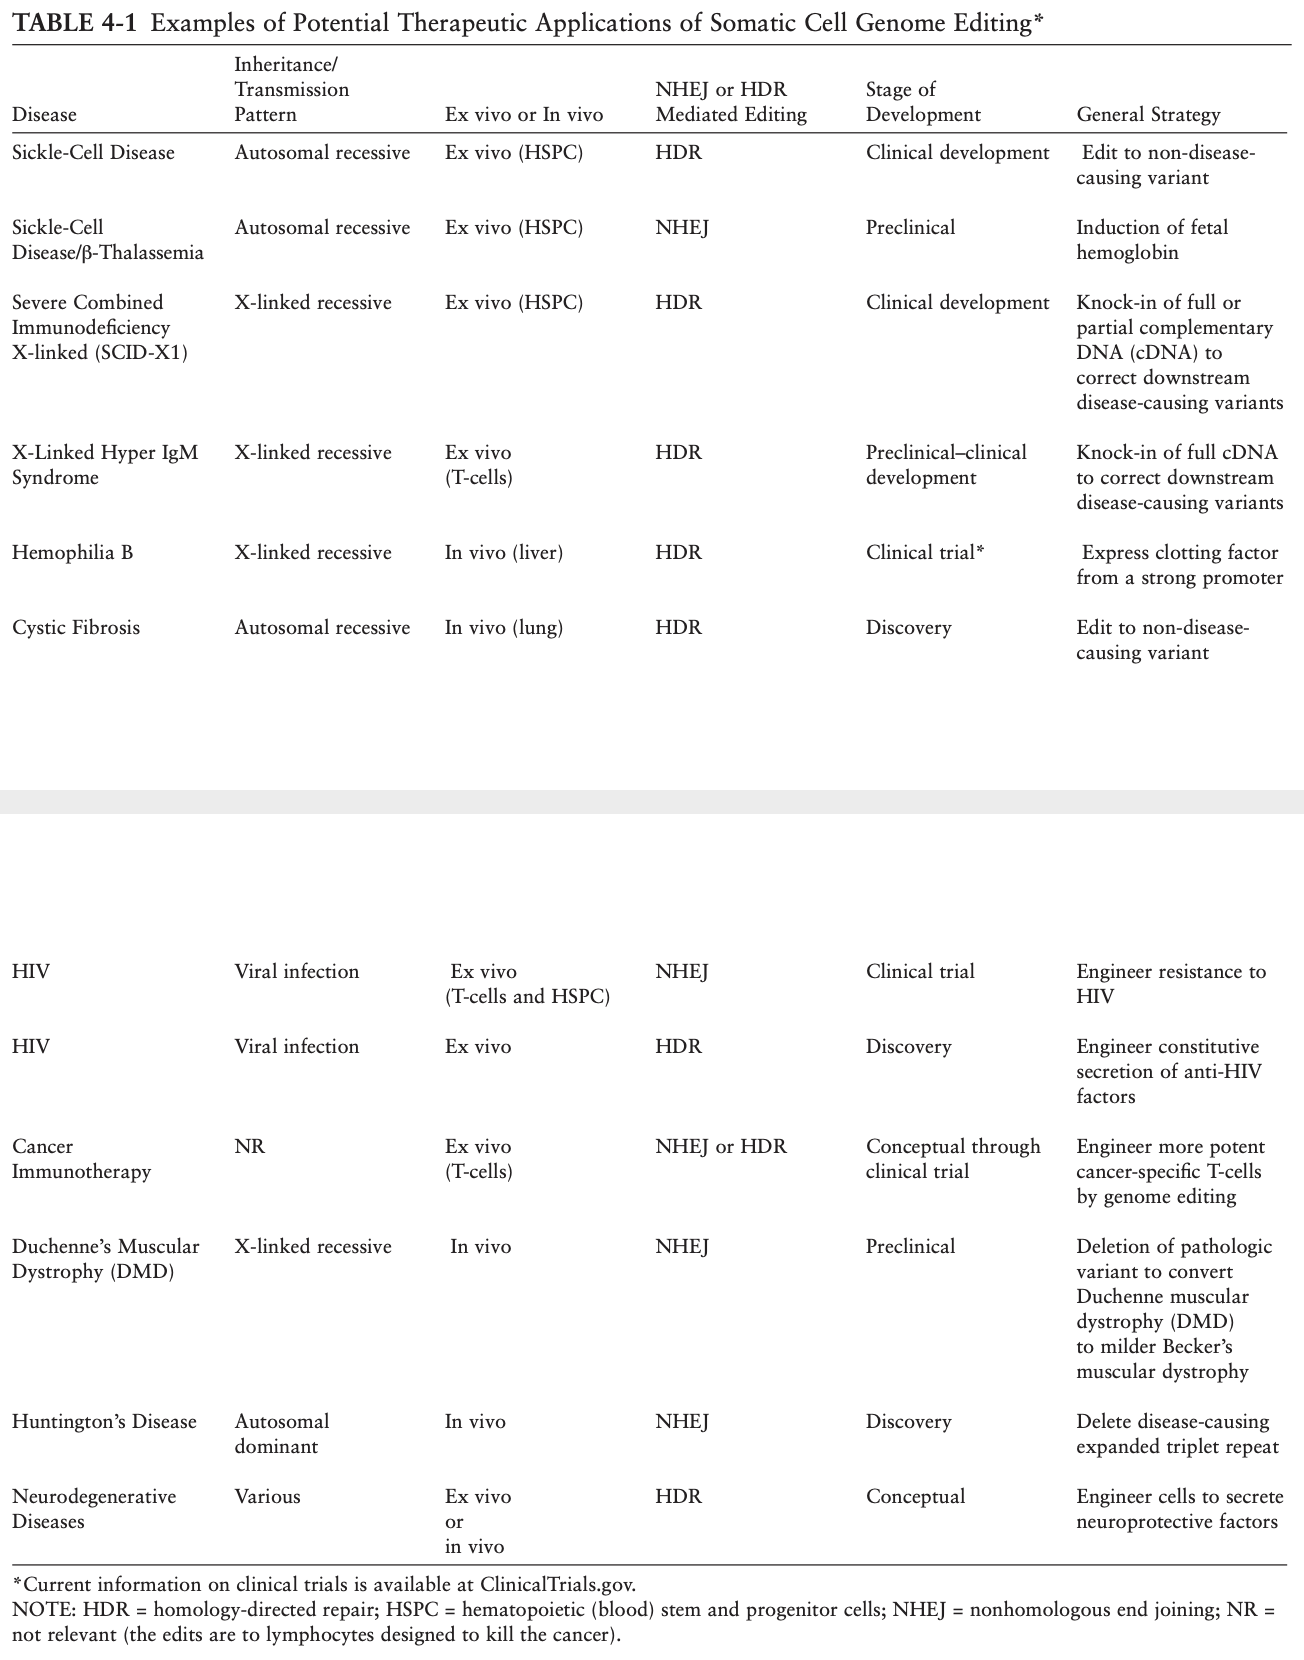 TABLE 4-1 Examples of Potential Therapeutic Applications of Somatic Cell Genome Editing*
Disease
Inheritance/
Transmission
Pattern
Ex vivo or In vivo
NHEJ or HDR
Mediated Editing
Stage of
Development
General Strategy
Sickle-Cell Disease
Autosomal recessive
Ex vivo (HSPC)
HDR
Clinical development
Edit to non-disease-
causing variant
Sickle-Cell
Disease/β-Thalassemia
Autosomal recessive
Ex vivo (HSPC)
NHEJ
Preclinical
Induction of fetal
hemoglobin
Severe Combined
Immunodeficiency
X-linked (SCID-X1)
X-linked recessive
Ex vivo (HSPC)
HDR
Clinical development
Knock-in of full or
partial complementary
DNA (cDNA) to
correct downstream
disease-causing variants
X-Linked Hyper IgM
Syndrome
X-linked recessive
Ex vivo
(T-cells)
HDR
Preclinical–clinical
development
Knock-in of full cDNA
to correct downstream
disease-causing variants
Hemophilia B
X-linked recessive
In vivo (liver)
HDR
Clinical trial*
Express clotting factor
from a strong promoter
Cystic Fibrosis
Autosomal recessive
In vivo (lung)
HDR
Discovery
Edit to non-disease-
causing variant
HIV
Viral infection
Ex vivo
(T-cells and HSPC)
NHEJ
Clinical trial
Engineer resistance to
HIV
HIV
Viral infection
Ex vivo
HDR
Discovery
Engineer constitutive
secretion of anti-HIV
factors
Cancer
Immunotherapy
NR
Ex vivo
(T-cells)
NHEJ or HDR
Conceptual through
clinical trial
Engineer more potent
cancer-specific T-cells
by genome editing
Duchenne’s Muscular
Dystrophy (DMD)
X-linked recessive
In vivo
NHEJ
Preclinical
Deletion of pathologic
variant to convert
Duchenne muscular
dystrophy (DMD)
to milder Becker’s
muscular dystrophy
Huntington’s Disease
Autosomal
dominant
In vivo
NHEJ
Discovery
Delete disease-causing
expanded triplet repeat
Neurodegenerative
Diseases
Various
Ex vivo
or
in vivo
HDR
Conceptual
Engineer cells to secrete
neuroprotective factors
*Current information on clinical trials is available at ClinicalTrials.gov.
NOTE: HDR = homology-directed repair; HSPC = hematopoietic (blood) stem and progenitor cells; NHEJ = nonhomologous end joining; NR =
not relevant (the edits are to lymphocytes designed to kill the cancer).